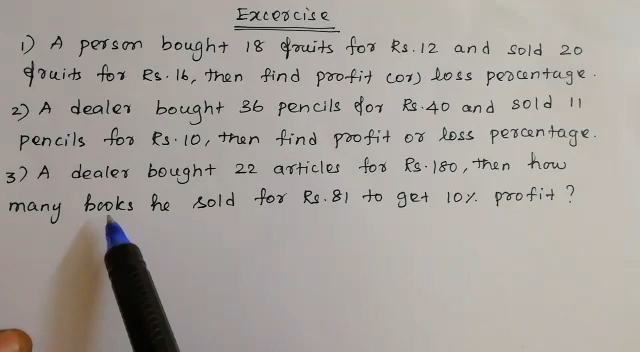 Excercise
1) A person bought 18 fruits for Rs.12 and sold 20
fruits for Rs.16, then find profit (or) loss percentage.
2) A dealer bought 36 pencils for Rs.40 and sold 11
pencils for Rs.10, then find profit or loss percentage.
3) A dealer bought 22 articles for Rs.180, then how
many books he sold for Rs.81 to get 10% profit?